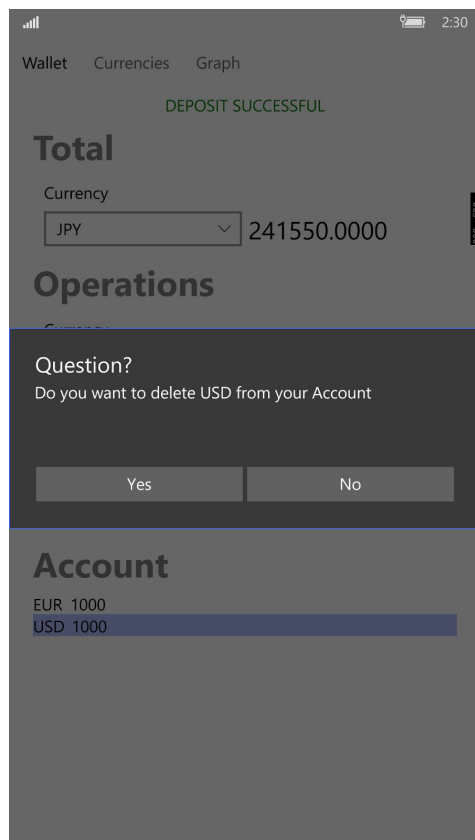 2:30
Wallet Currencies Graph
DEPOSIT SUCCESSFUL
Total
Currency
JPY 241550.0000
Operations
Question?
Do you want to delete USD from your Account
Yes No
Account
EUR 1000
USD 1000